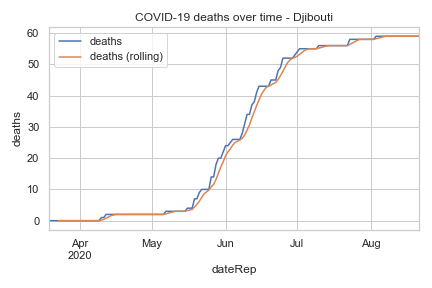 COVID-19 deaths over time - Djibouti
deaths
deaths (rolling)
60
50
40
30
20
10
0
deaths
Apr
2020
May
Jun
Jul
Aug
dateRep